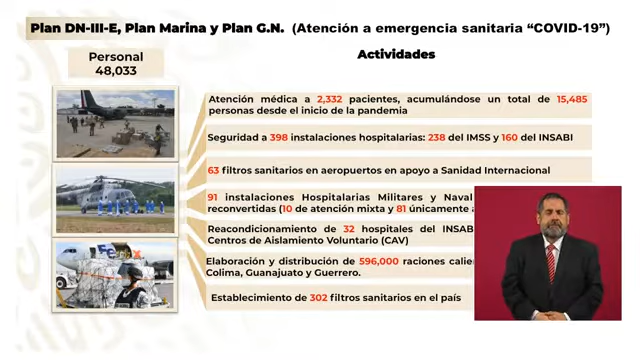 Plan DN-III-E, Plan Marina y Plan G.N. (Atención a emergencia sanitaria “COVID-19”)
Personal
48,033
Actividades
Atención médica a 2,332 pacientes, acumulándose un total de 15,485
personas desde el inicio de la pandemia
Seguridad a 398 instalaciones hospitalarias: 238 del IMSS y 160 del INSABI
63 filtros sanitarios en aeropuertos en apoyo a Sanidad Internacional
91 instalaciones Hospitalarias Militares y Naval
reconvertidas (10 de atención mixta y 81 únicamente a
Reacondicionamiento de 32 hospitales del INSAB
Centros de Aislamiento Voluntario (CAV)
Elaboración y distribución de 596,000 raciones calien
Colima, Guanajuato y Guerrero.
Establecimiento de 302 filtros sanitarios en el país
FedEx